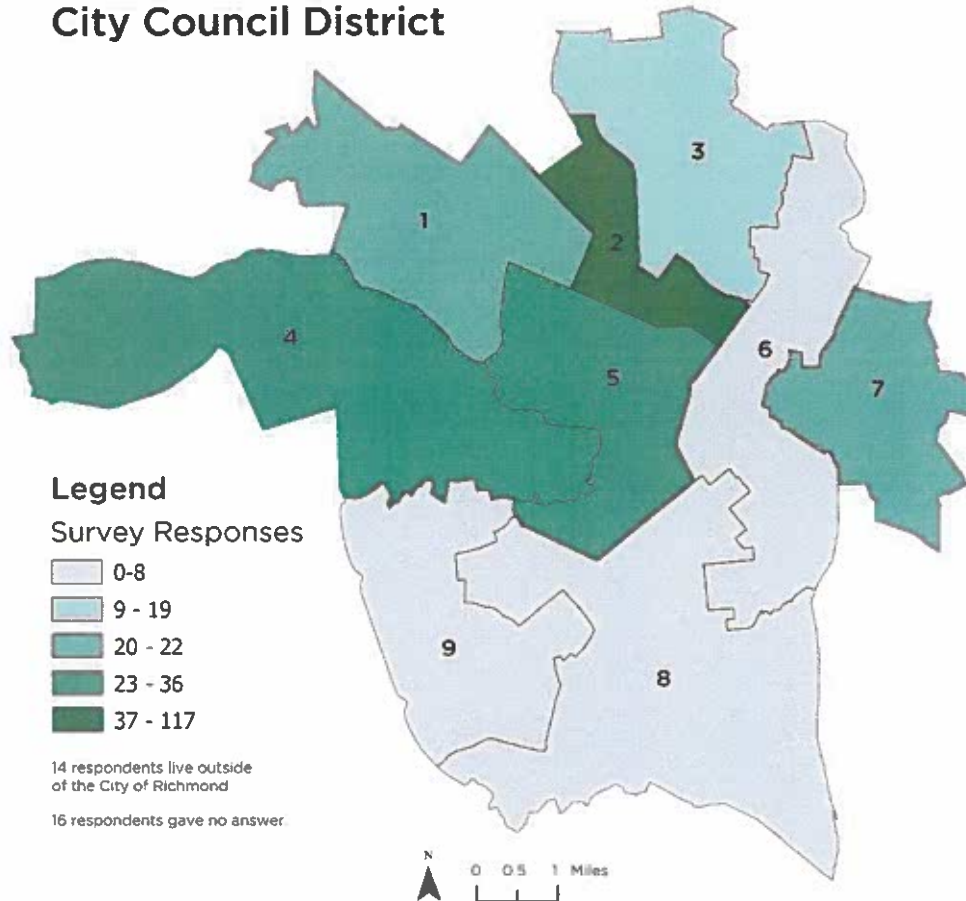 City Council District
3
1
2
4
6
5
7
Legend
Survey Responses
0-8
9 - 19
20 - 22
23 - 36
37 - 117
9
8
14 respondents live outside
of the City of Richmond
16 respondents gave no answer
N
0 0.5 1 Miles